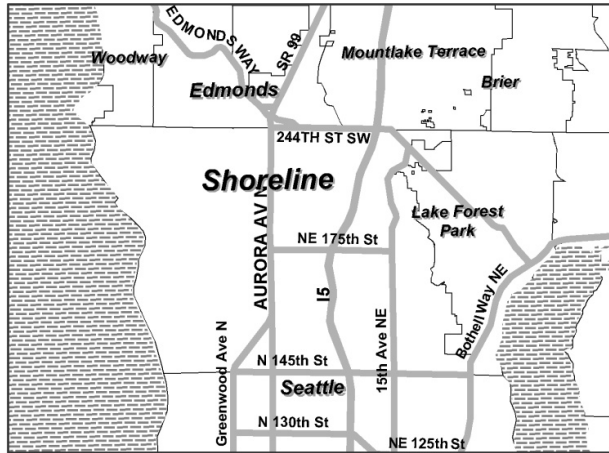 EDMONDS WAY
SR 99
Mountlake Terrace
Woodway
Brier
Edmonds
244TH ST SW
Shoreline
AURORA AV N
Lake Forest
Park
NE 175th St
I5
15th Ave NE
Bothell Way NE
Greenwood Ave N
N 145th St
Seattle
N 130th St
NE 125th St